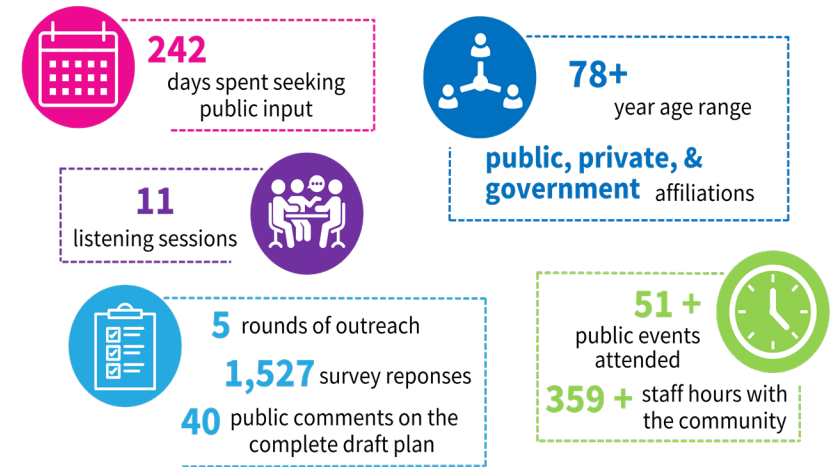 242
days spent seeking
public input
78+
year age range
public, private, &
government affiliations
11
listening sessions
5 rounds of outreach
1,527 survey reponses
40 public comments on the
complete draft plan
51 +
public events
attended
359 + staff hours with
the community